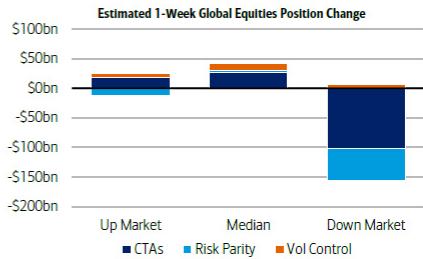 Estimated 1-Week Global Equities Position Change
$100bn
$50bn
$0bn
-$50bn
-$100bn
-$150bn
-$200bn
Up Market Median Down Market
CTAs Risk Parity Vol Control